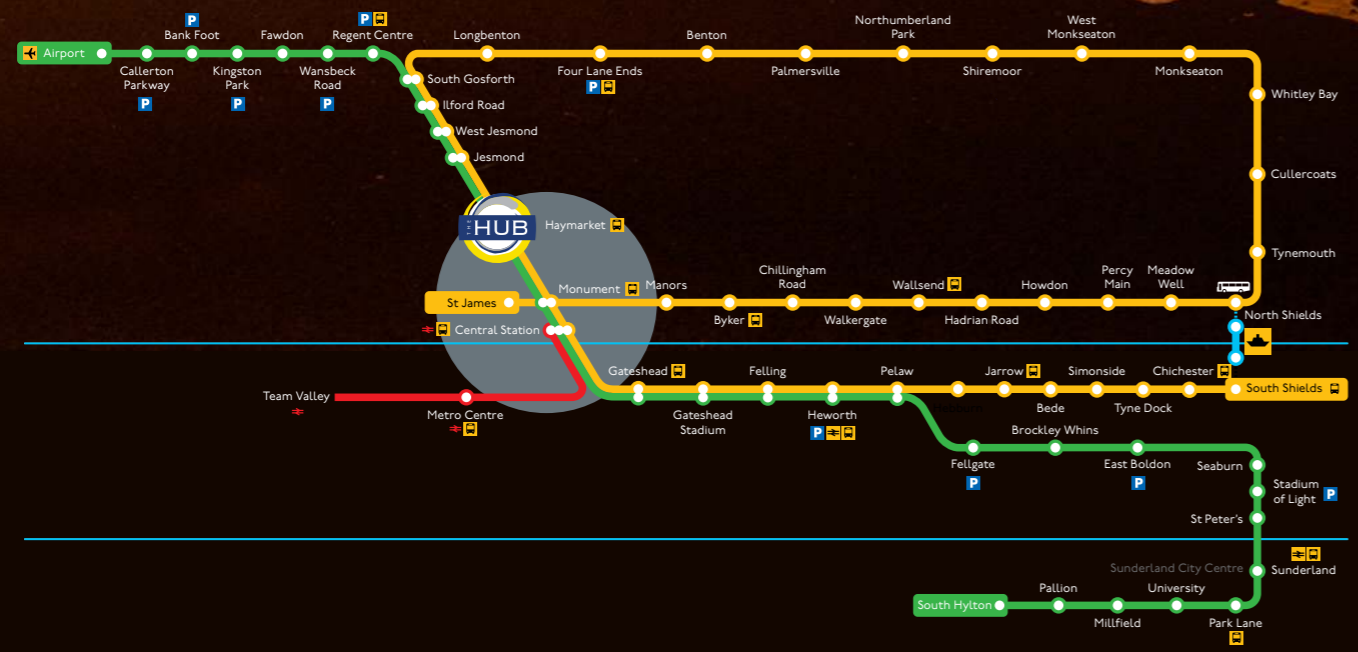 Bank Foot
Fawdon
Regent Centre
Airport
Callerton
Parkway
Kingston
Park
Wansbeck
Road
Longbenton
Four Lane Ends
Benton
Palmersville
Northumberland
Park
Shiremoor
West
Monkseaton
Monkseaton
South Gosforth
Ilford Road
West Jesmond
Jesmond
Whitley Bay
Cullercoats
Tynemouth
THE HUB
Haymarket
St James
Monument
Manors
Byker
Chillingham
Road
Walkergate
Wallsend
Hadrian Road
Howdon
Percy
Main
Meadow
Well
North Shields
Central Station
Team Valley
Metro Centre
Gateshead
Gateshead
Stadium
Felling
Heworth
Pelaw
Jarrow
Bede
Simonside
Tyne Dock
Chichester
South Shields
Fellgate
Brockley Whins
East Boldon
Seaburn
Stadium
of Light
St Peter's
Sunderland City Centre
Sunderland
South Hylton
Pallion
Millfield
University
Park Lane
P
P
P
P
P
P
P
P
P
P